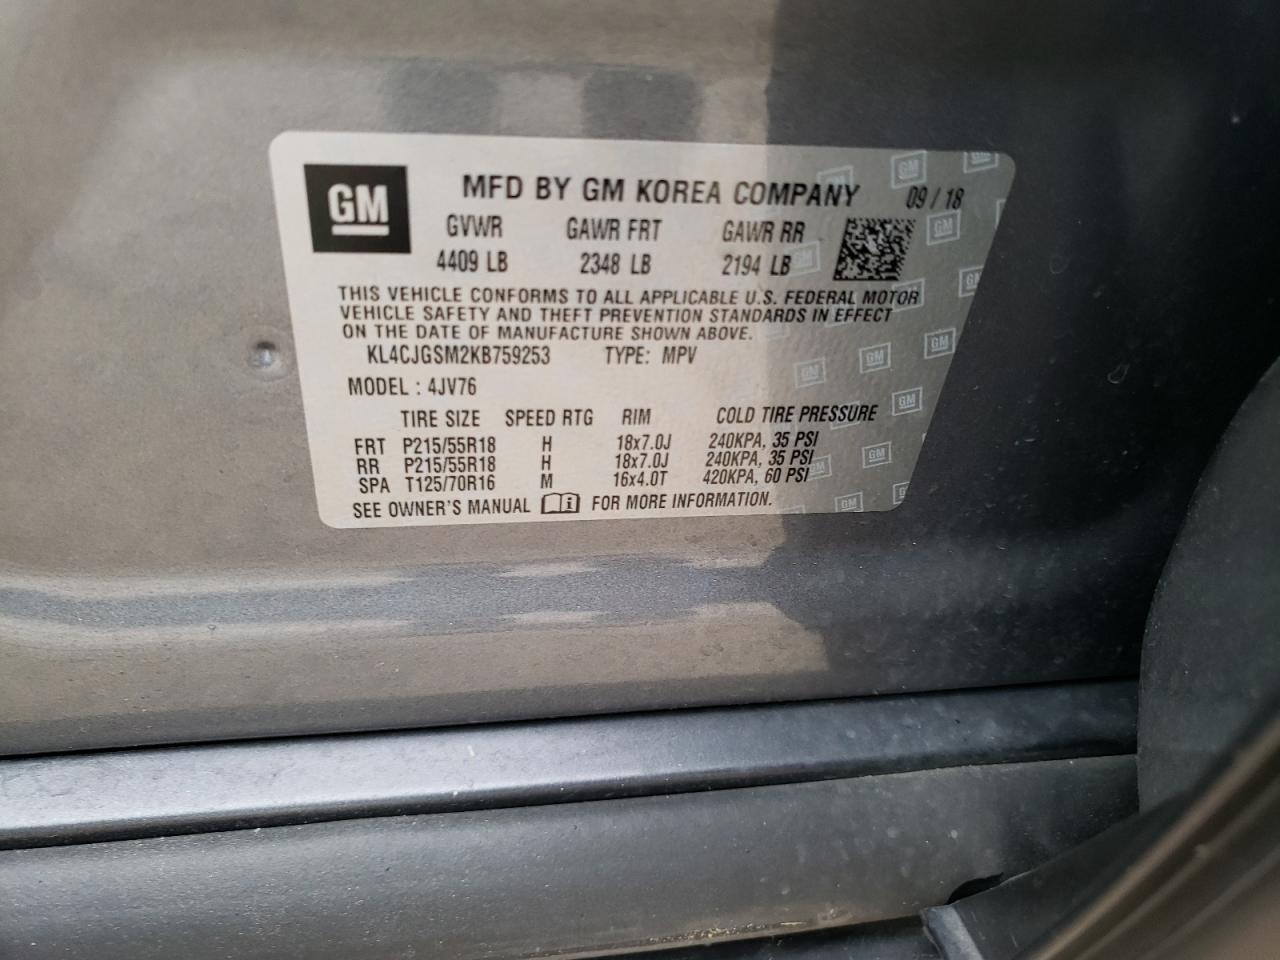 GM
MFD BY GM KOREA COMPANY 09/18
GVWR GAWR FRT GAWR RR
4409 LB 2348 LB 2194 LB
THIS VEHICLE CONFORMS TO ALL APPLICABLE U.S. FEDERAL MOTOR
VEHICLE SAFETY AND THEFT PREVENTION STANDARDS IN EFFECT
ON THE DATE OF MANUFACTURE SHOWN ABOVE.
KL4CJGSM2KB759253 TYPE: MPV
MODEL : 4JV76
TIRE SIZE SPEED RTG RIM COLD TIRE PRESSURE
FRT P215/55R18 H 18x7.0J 240KPA, 35 PSI
RR P215/55R18 H 18x7.0J 240KPA, 35 PSI
SPA T125/70R16 M 16x4.0T 420KPA, 60 PSI
SEE OWNER'S MANUAL FOR MORE INFORMATION.